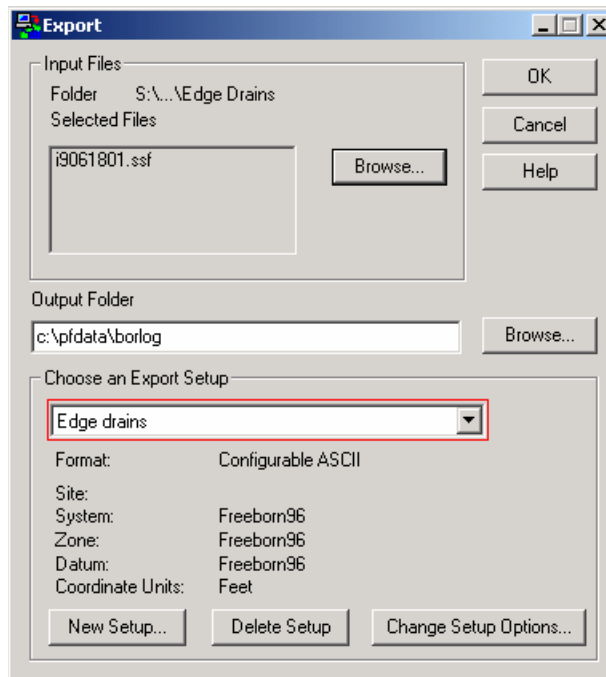 Export
Input Files
Folder S:\...\Edge Drains
Selected Files
i9061801.ssf
Browse...
OK
Cancel
Help
Output Folder
c:\pfdata\borlog
Browse...
Choose an Export Setup
Edge drains
Format: Configurable ASCII
Site:
System: Freeborn96
Zone: Freeborn96
Datum: Freeborn96
Coordinate Units: Feet
New Setup... Delete Setup Change Setup Options...